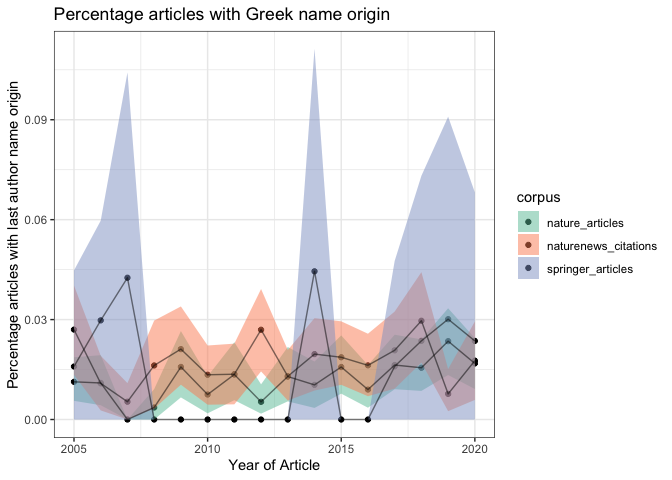 Percentage articles with Greek name origin
Percentage articles with last author name origin
0.09
0.06
0.03
0.00
2005
2010
2015
2020
Year of Article
corpus
nature_articles
naturenews_citations
springer_articles